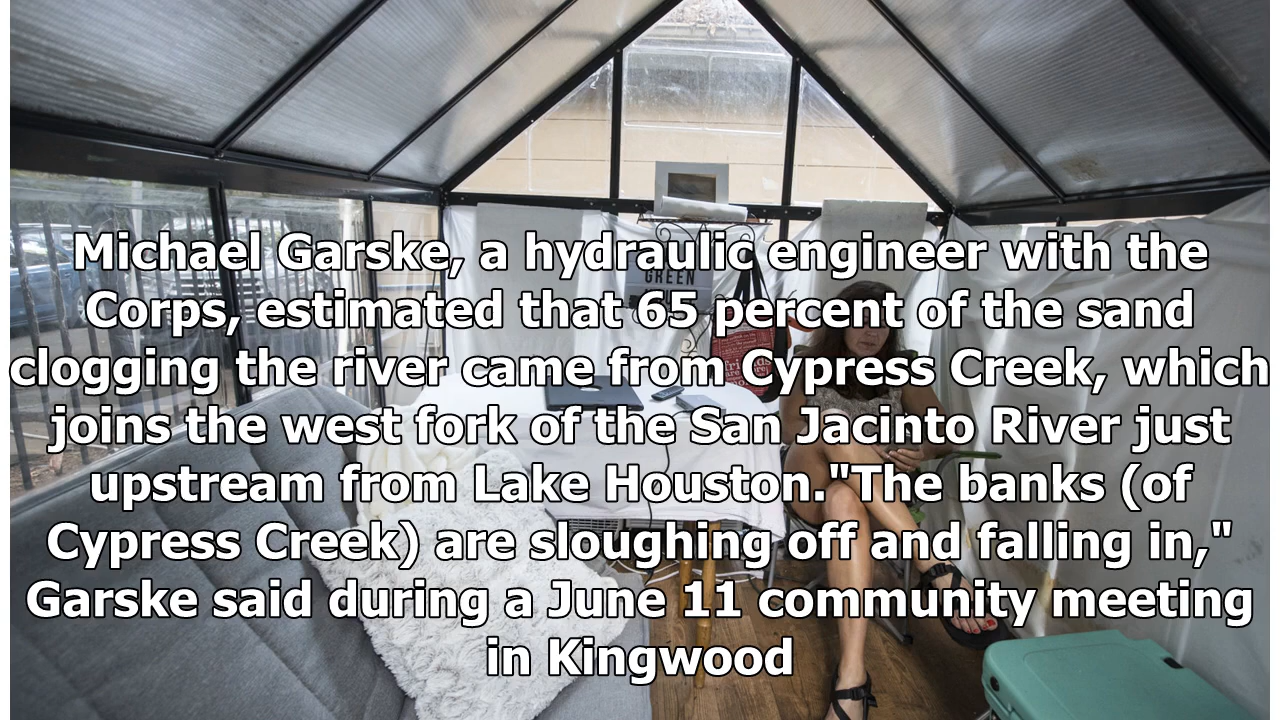 Michael Garske, a hydraulic engineer with the
Corps, estimated that 65 percent of the sand
clogging the river came from Cypress Creek, which
joins the west fork of the San Jacinto River just
upstream from Lake Houston."The banks (of
Cypress Creek) are sloughing off and falling in,"
Garske said during a June 11 community meeting
in Kingwood
GREEN